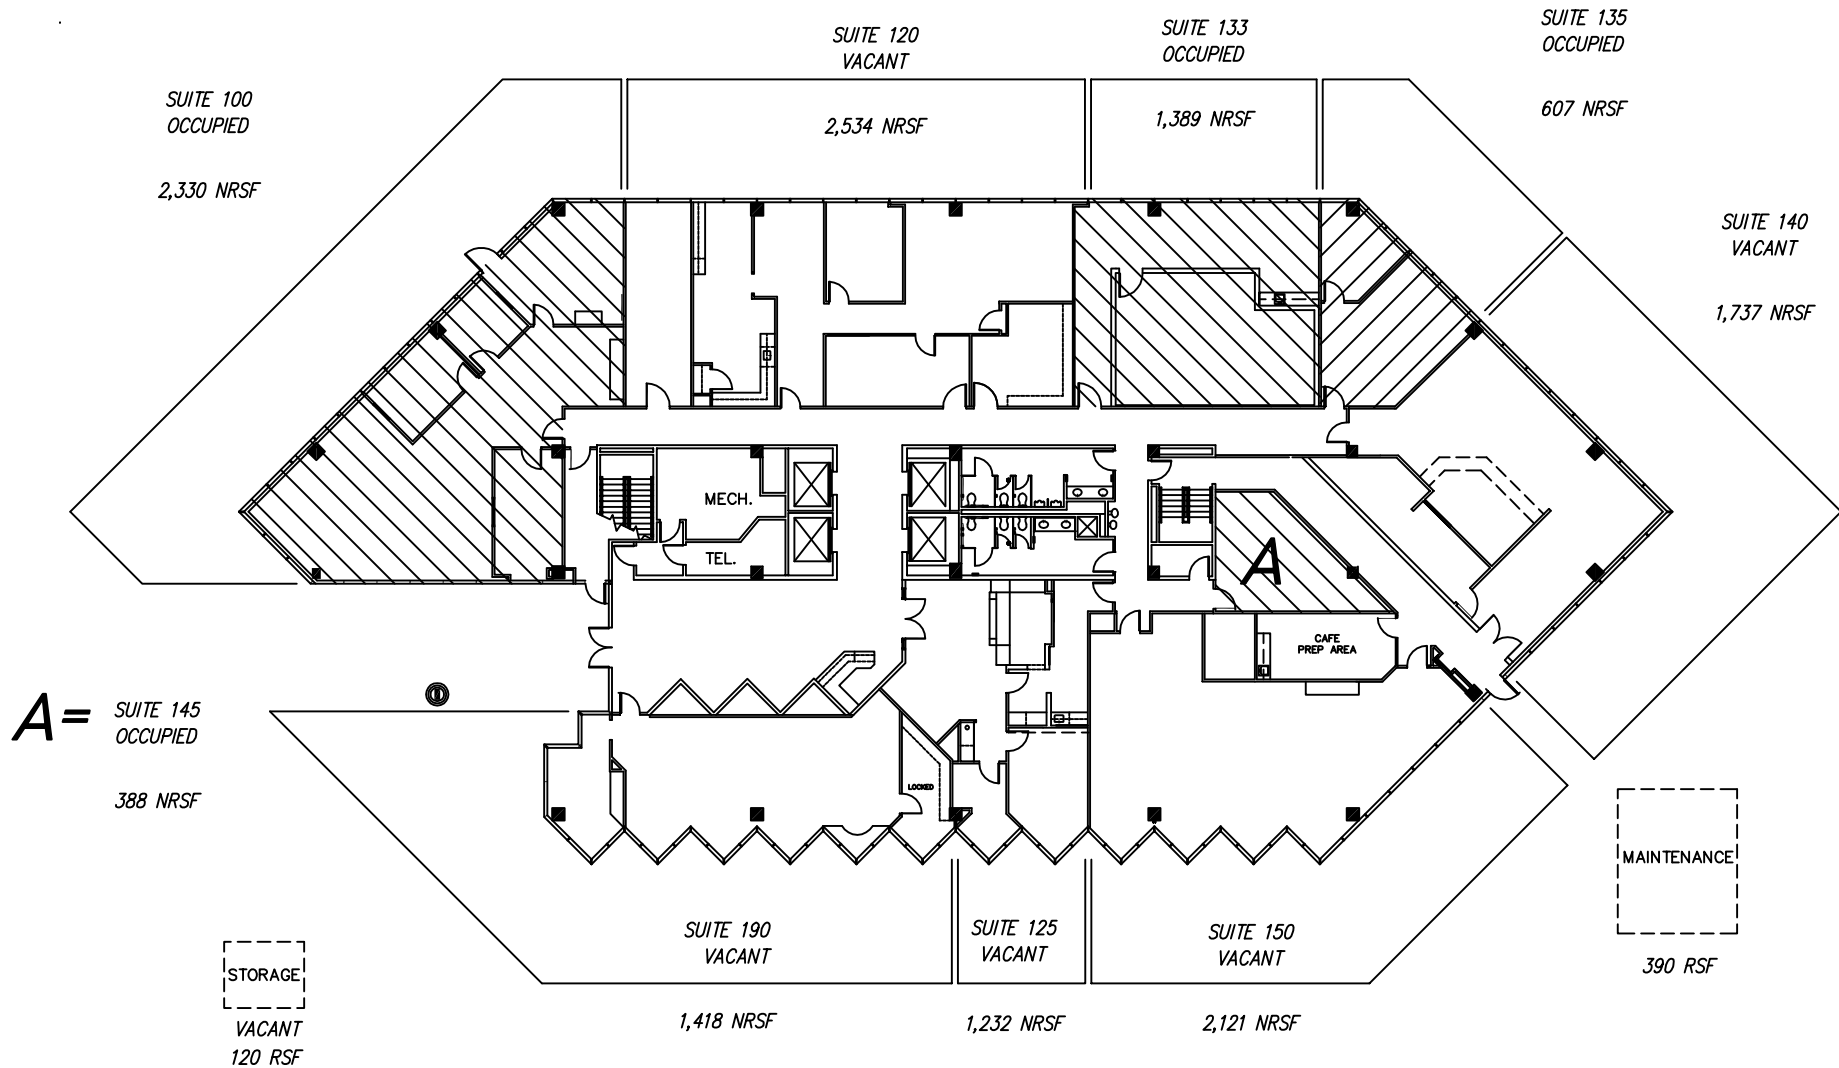 SUITE 100
OCCUPIED
2,330 NRSF
SUITE 120
VACANT
2,534 NRSF
SUITE 133
OCCUPIED
1,389 NRSF
SUITE 135
OCCUPIED
607 NRSF
SUITE 140
VACANT
1,737 NRSF
MECH.
TEL.
A
CAFE
PREP AREA
LOCKED
A=
SUITE 145
OCCUPIED
388 NRSF
SUITE 190
VACANT
1,418 NRSF
SUITE 125
VACANT
1,232 NRSF
SUITE 150
VACANT
2,121 NRSF
MAINTENANCE
390 RSF
STORAGE
VACANT
120 RSF